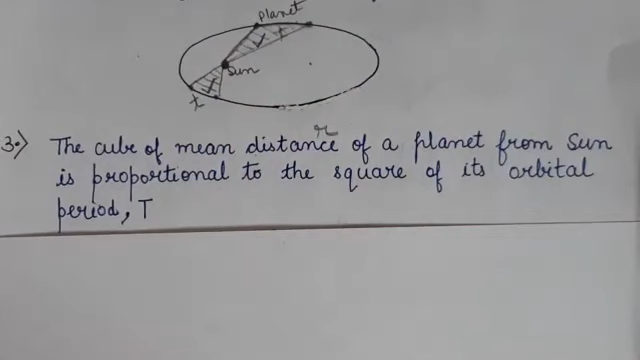 planet
t
sun
t
r
3.) The cube of mean distance of a planet from Sun
is proportional to the square of its orbital
period, T